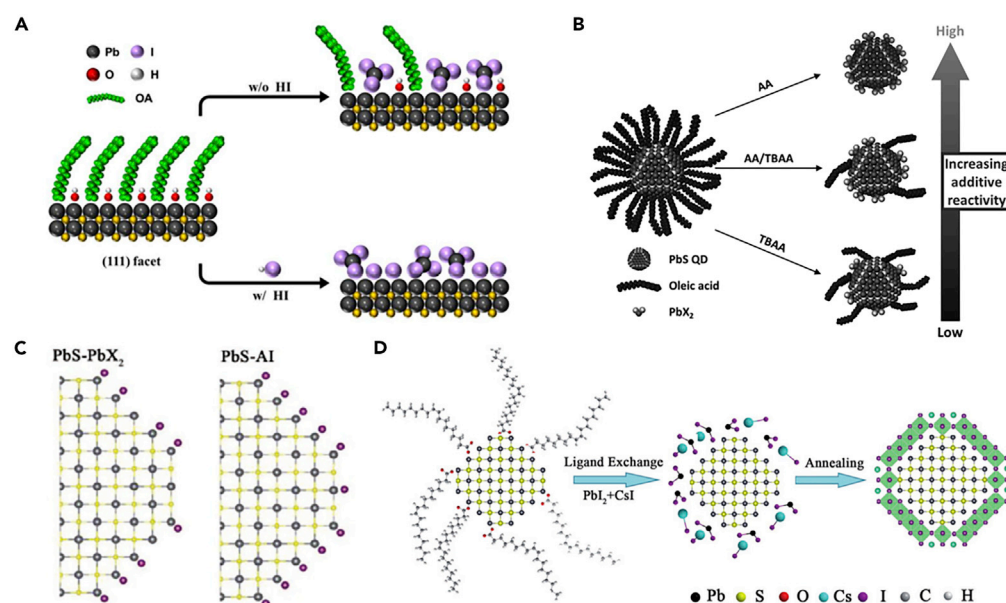 A
Pb
I
O
H
OA
w/o HI
(111) facet
w/ HI
B
High
AA
AA/TBAA
TBAA
Increasing
additive
reactivity
PbS QD
Oleic acid
PbX₂
Low
C
PbS-PbX₂
PbS-AI
D
Ligand Exchange
PbI₂+CsI
Annealing
Pb
S
O
Cs
I
C
H